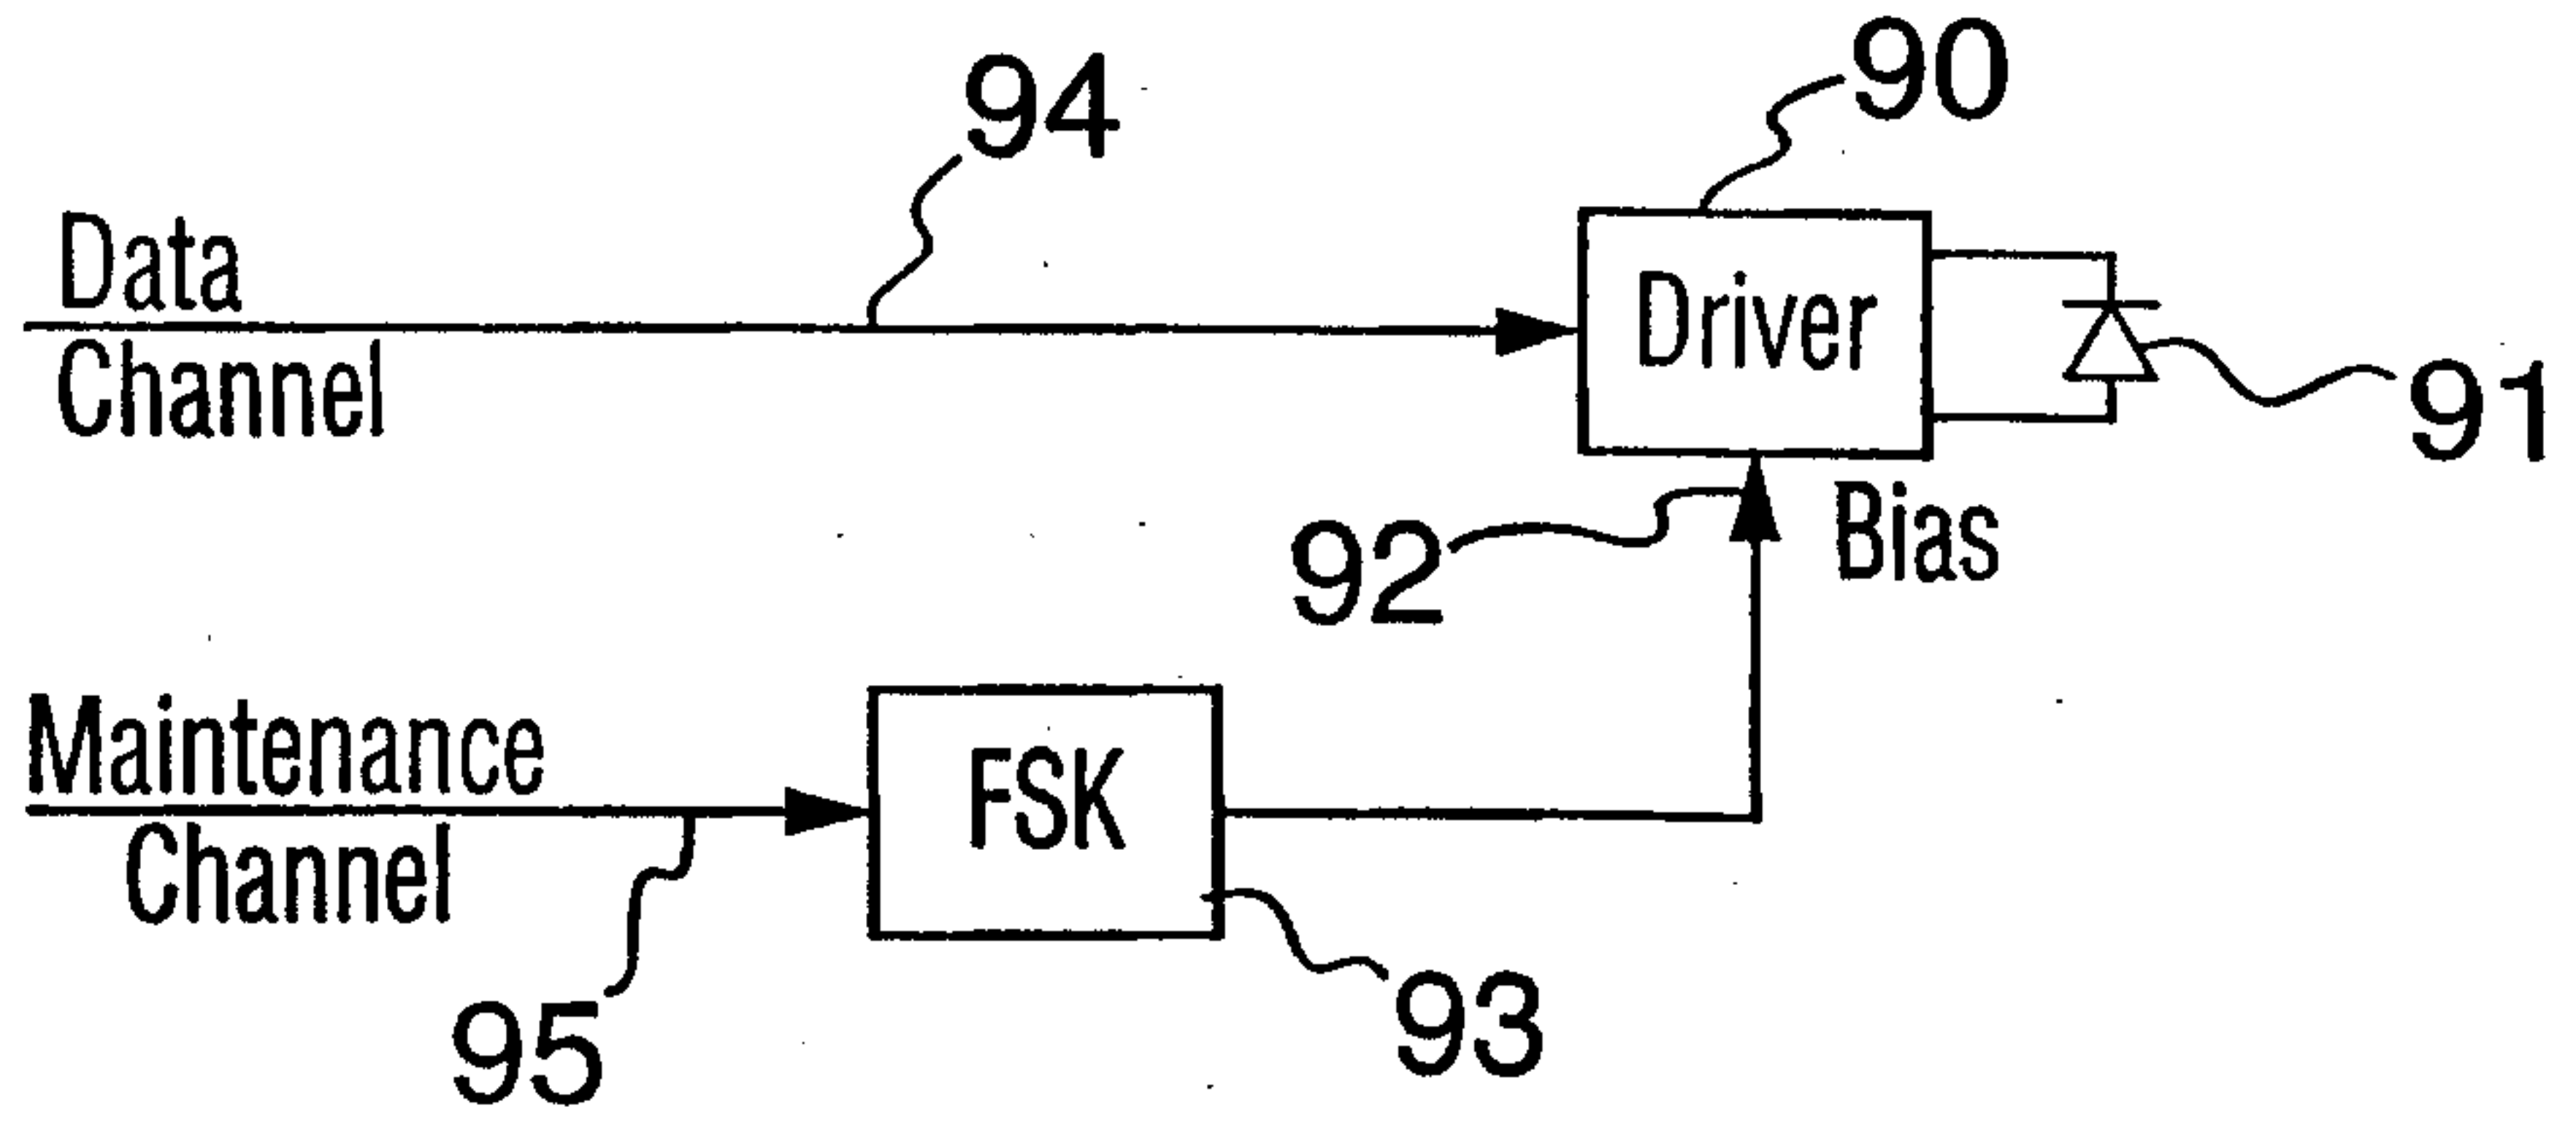 94
90
Data
Channel
Driver
91
92
Bias
Maintenance
Channel
FSK
95
93